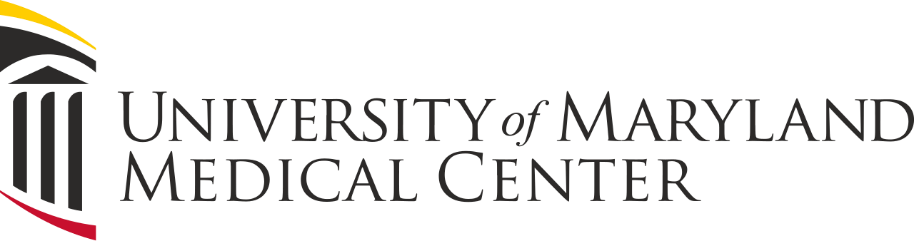 UNIVERSITY of MARYLAND
MEDICAL CENTER